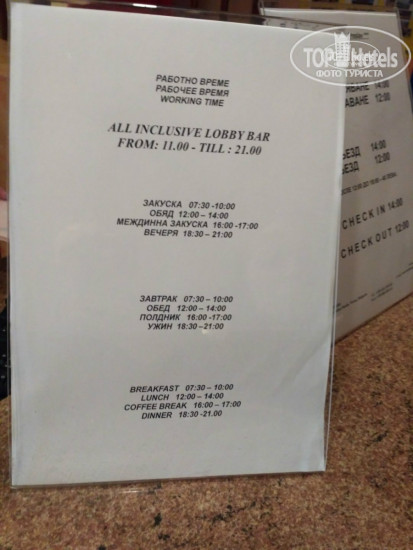 РАБОТНО ВРЕМЕ
РАБОЧЕЕ ВРЕМЯ
WORKING TIME
ALL INCLUSIVE LOBBY BAR
FROM: 11.00 - TILL : 21.00
ЗАКУСКА 07:30 -10:00
ОБЯД 12:00 – 14:00
МЕЖДИННА ЗАКУСКА 16:00 -17:00
ВЕЧЕРЯ 18:30 – 21:00
ЗАВТРАК 07:30 – 10:00
ОБЕД 12:00 – 14:00
ПОЛДНИК 16:00 -17:00
УЖИН 18:30 –21:00
BREAKFAST 07:30 – 10:00
LUNCH 12:00 – 14:00
COFFEE BREAK 16:00 – 17:00
DINNER 18:30 -21.00
14:00
12:00
14:00
12:00
CHECK IN 14:00
CHECK OUT 12:00
TOP Hotels
ФОТО ТУРИСТА